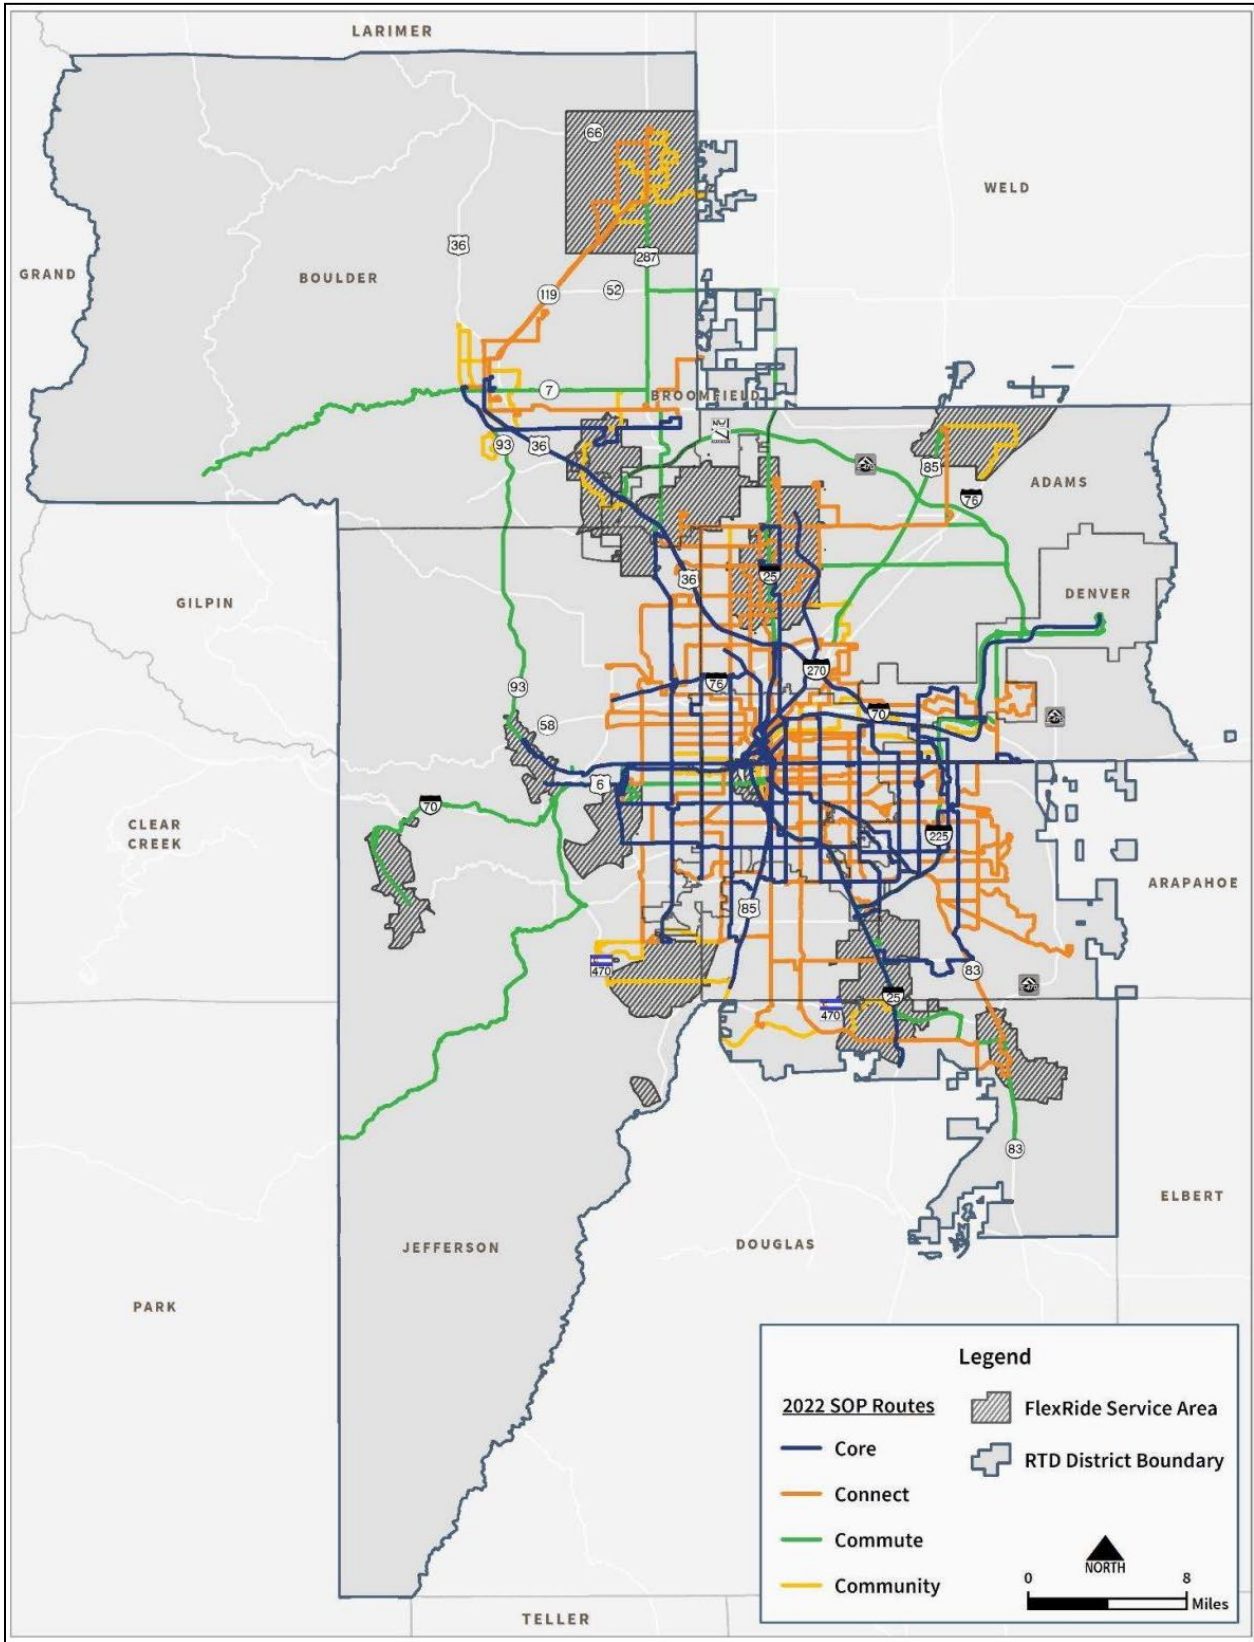 LARIMER
66
WELD
36
287
GRAND
BOULDER
119
52
7
BROOMFIELD
93
36
85
76
ADAMS
25
36
DENVER
GILPIN
270
93
76
70
58
6
70
225
CLEAR
CREEK
ARAPAHOE
85
470
83
25
470
83
ELBERT
JEFFERSON
DOUGLAS
PARK
Legend
2022 SOP Routes
Core
Connect
Commute
Community
FlexRide Service Area
RTD District Boundary
NORTH
0 8
Miles
TELLER